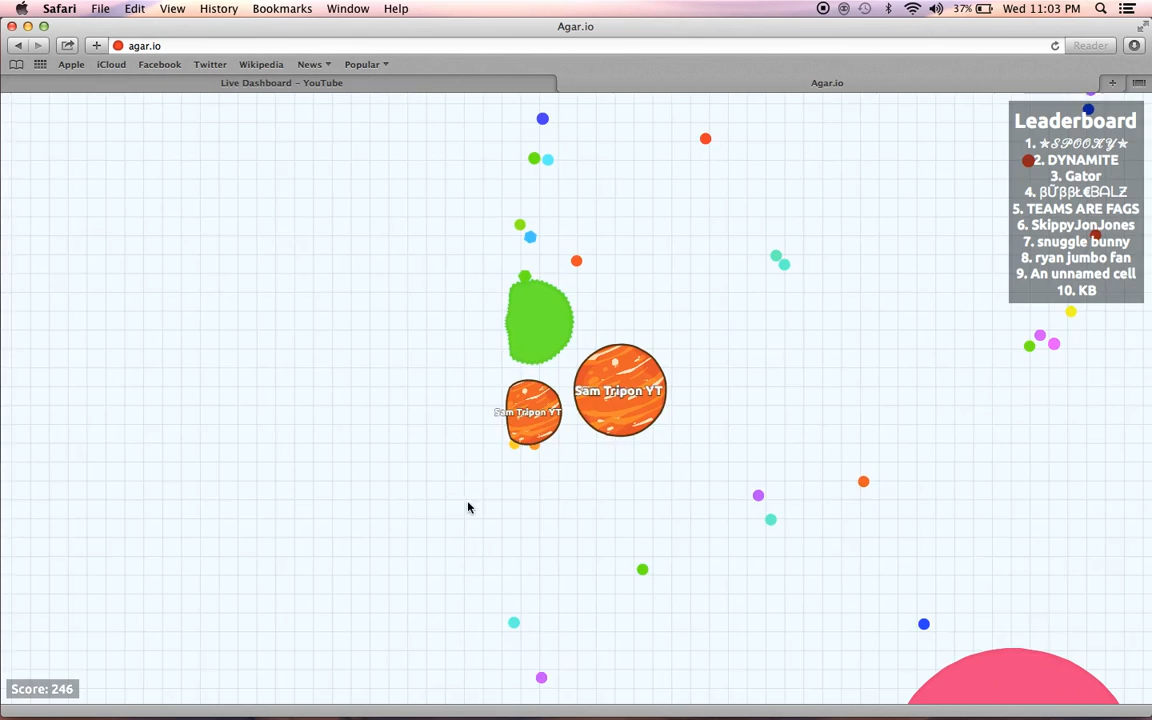 Safari File Edit View History Bookmarks Window Help 37% Wed 11:03 PM
Agar.io
agar.io Reader
Apple iCloud Facebook Twitter Wikipedia News Popular
Live Dashboard – YouTube Agar.io
Leaderboard
1. ★𝓢𝓟𝓞𝓞𝓚𝓨★
2. DYNAMITE
3. Gator
4. βŨββŁ€BALZ
5. TEAMS ARE FAGS
6. SkippyJonJones
7. snuggle bunny
8. ryan jumbo fan
9. An unnamed cell
10. KB
Sam Tripon YT
Sam Tripon YT
Score: 246